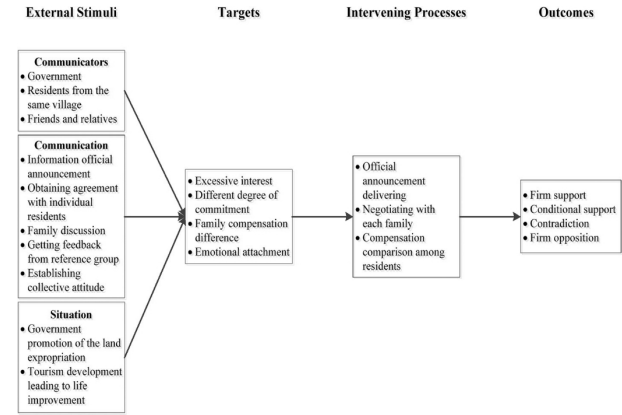 External Stimuli
Targets
Intervening Processes
Outcomes
Communicators
• Government
• Residents from the
same village
• Friends and relatives
Communication
• Information official
announcement
• Obtaining agreement
with individual
residents
• Family discussion
• Getting feedback
from reference group
• Establishing
collective attitude
Situation
• Government
promotion of the land
expropriation
• Tourism development
leading to life
improvement
• Excessive interest
• Different degree of
commitment
• Family compensation
difference
• Emotional attachment
• Official
announcement
delivering
• Negotiating with
each family
• Compensation
comparison among
residents
• Firm support
• Conditional support
• Contradiction
• Firm opposition